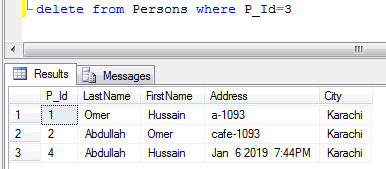 delete from Persons where P_Id=3
Results Messages
P_Id LastName FirstName Address City
1 1 Omer Hussain a-1093 Karachi
2 2 Abdullah Omer cafe-1093 Karachi
3 4 Abdullah Hussain Jan 6 2019 7:44PM Karachi